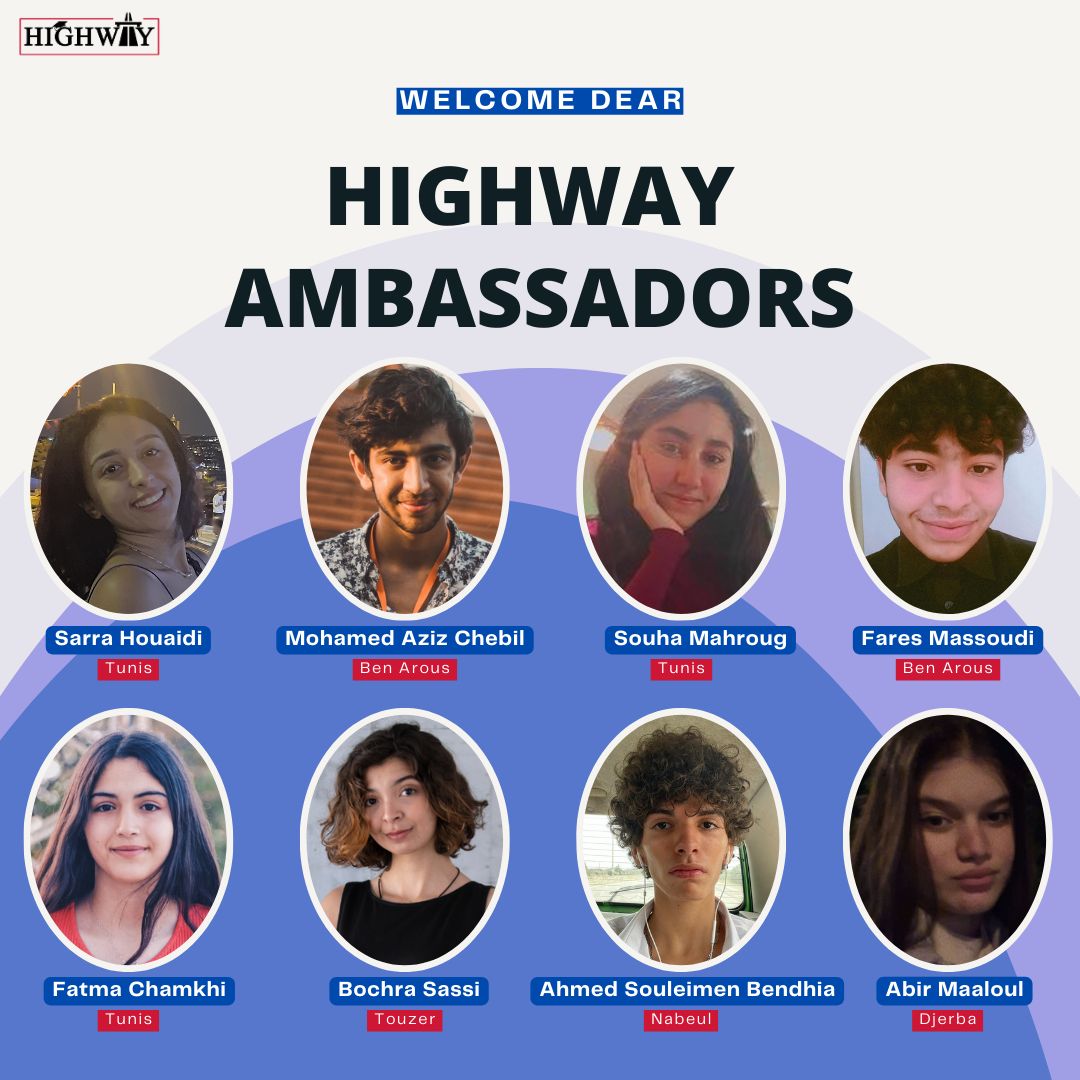 HIGHWAY
WELCOME DEAR
HIGHWAY
AMBASSADORS
Sarra Houaidi
Tunis
Mohamed Aziz Chebil
Ben Arous
Souha Mahroug
Tunis
Fares Massoudi
Ben Arous
Fatma Chamkhi
Tunis
Bochra Sassi
Touzer
Ahmed Souleimen Bendhia
Nabeul
Abir Maaloul
Djerba